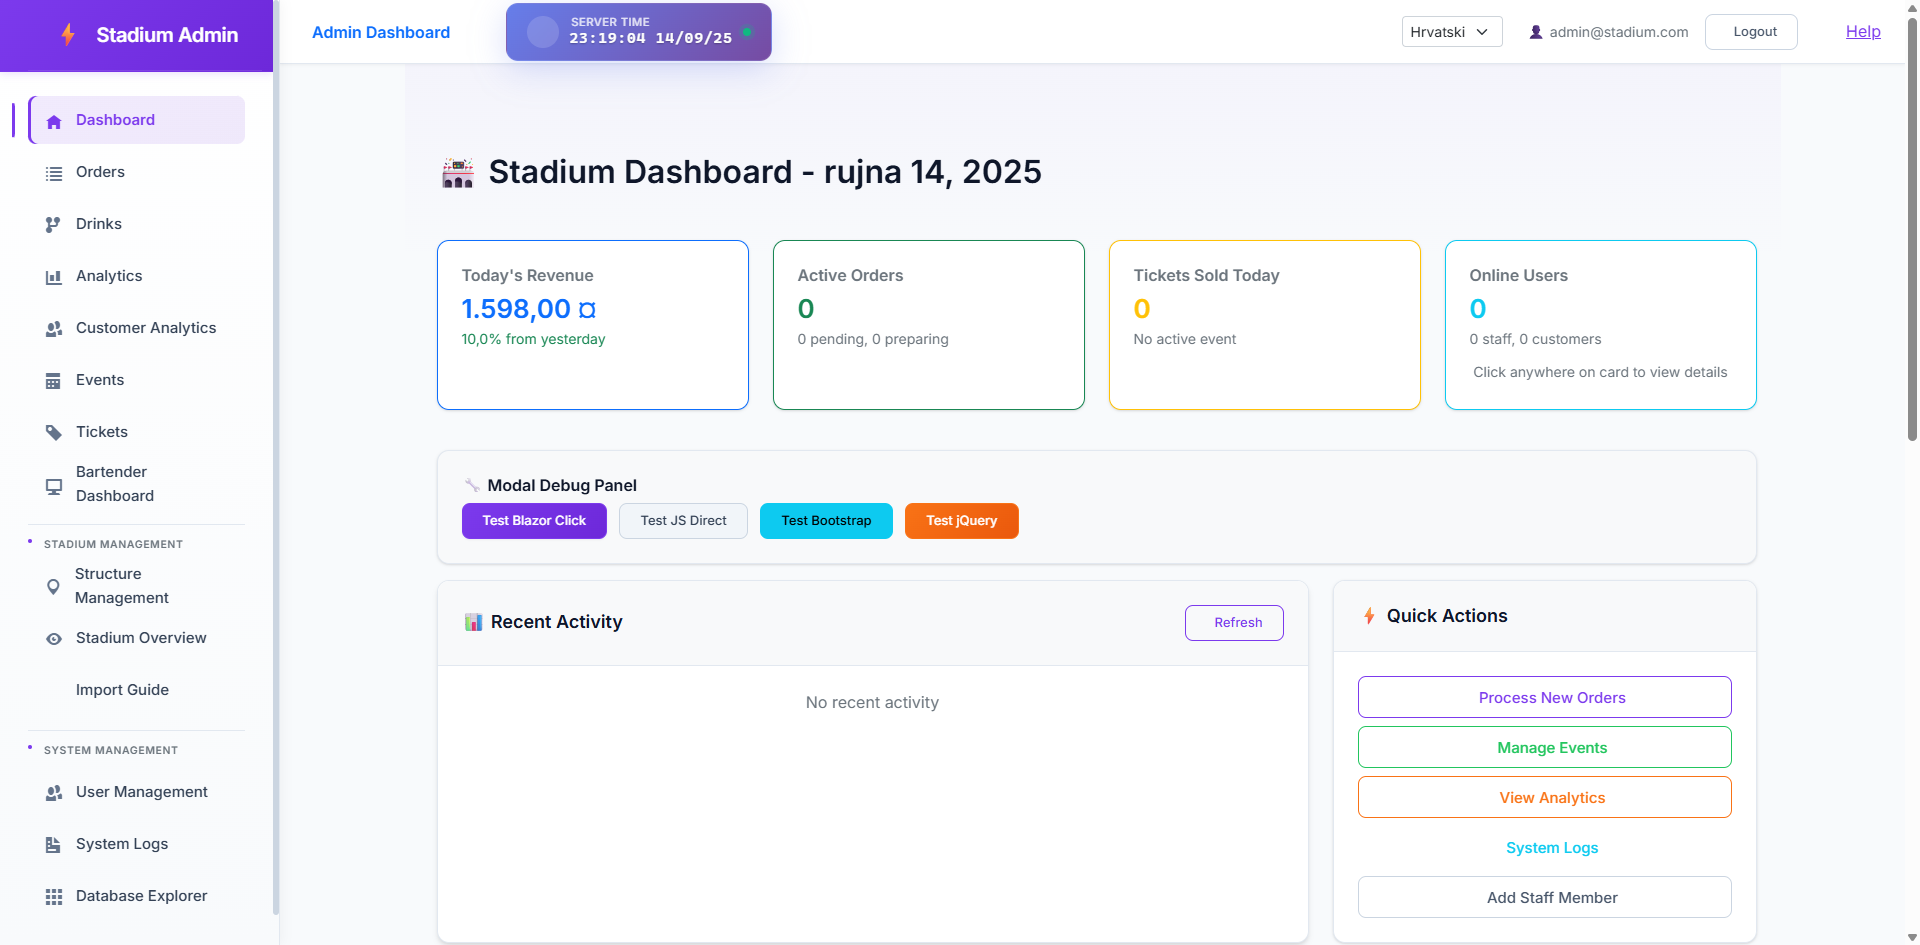 Stadium Admin
Admin Dashboard
SERVER TIME
23:19:04 14/09/25
Hrvatski
admin@stadium.com
Logout
Help
Dashboard
Orders
Drinks
Analytics
Customer Analytics
Events
Tickets
Bartender
Dashboard
STADIUM MANAGEMENT
Structure
Management
Stadium Overview
Import Guide
SYSTEM MANAGEMENT
User Management
System Logs
Database Explorer
Stadium Dashboard - rujna 14, 2025
Today's Revenue
1.598,00 ¤
10,0% from yesterday
Active Orders
0
0 pending, 0 preparing
Tickets Sold Today
0
No active event
Online Users
0
0 staff, 0 customers
Click anywhere on card to view details
Modal Debug Panel
Test Blazor Click
Test JS Direct
Test Bootstrap
Test jQuery
Recent Activity
Refresh
No recent activity
Quick Actions
Process New Orders
Manage Events
View Analytics
System Logs
Add Staff Member